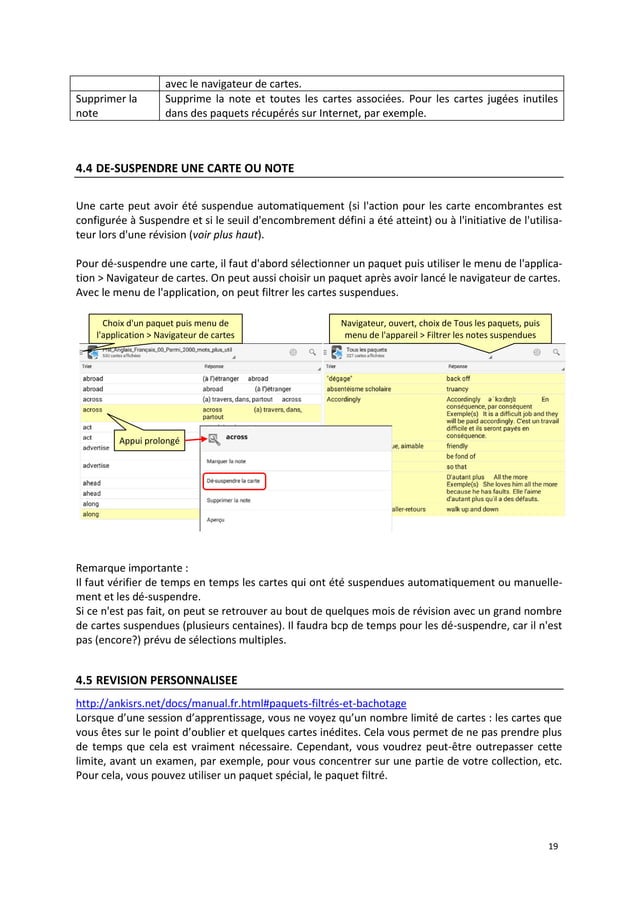 avec le navigateur de cartes.
Supprimer la note
Supprime la note et toutes les cartes associées. Pour les cartes jugées inutiles
dans des paquets récupérés sur Internet, par exemple.
4.4 DE-SUSPENDRE UNE CARTE OU NOTE
Une carte peut avoir été suspendue automatiquement (si l'action pour les carte encombrantes est
configurée à Suspendre et si le seuil d'encombrement défini a été atteint) ou à l'initiative de l'utilisa-
teur lors d'une révision (voir plus haut).
Pour dé-suspendre une carte, il faut d'abord sélectionner un paquet puis utiliser le menu de l'applica-
tion > Navigateur de cartes. On peut aussi choisir un paquet après avoir lancé le navigateur de cartes.
Avec le menu de l'application, on peut filtrer les cartes suspendues.
Choix d'un paquet puis menu de
l'application > Navigateur de cartes
Navigateur, ouvert, choix de Tous les paquets, puis
menu de l'appareil > Filtrer les notes suspendues
_Anglais_Français_00_Parmi_2000_mots_plus_util
530 cartes affichées
Trier
Réponse
abroad
(à l')étranger abroad
abroad
abroad (à l')étranger
across
(a) travers, dans, partout across
across
across (a) travers, dans,
partout
act
act
advertise
advertise
ahead
ahead
along
along
Appui prolongé
across
Marquer la note
Dé-suspendre la carte
Supprimer la note
Aperçu
Tous les paquets
327 cartes affichées
Trier
Réponse
"dégage"
back off
absentéisme scolaire
truancy
Accordingly
Accordingly En
conséquence, par conséquent
Exemple(s) It is a difficult job and they
will be paid accordingly. C'est un travail
difficile et ils seront payés en
conséquence.
ue, aimable
friendly
be fond of
so that
D'autant plus All the more
Exemple(s) She loves him all the more
because he has faults. Elle l'aime
d'autant plus qu'il a des défauts.
aller-retours
walk up and down
Remarque importante :
Il faut vérifier de temps en temps les cartes qui ont été suspendues automatiquement ou manuelle-
ment et les dé-suspendre.
Si ce n'est pas fait, on peut se retrouver au bout de quelques mois de révision avec un grand nombre
de cartes suspendues (plusieurs centaines). Il faudra bcp de temps pour les dé-suspendre, car il n'est
pas (encore?) prévu de sélections multiples.
4.5 REVISION PERSONNALISEE
http://ankisrs.net/docs/manual.fr.html#paquets-filtrés-et-bachotage
Lorsque d’une session d’apprentissage, vous ne voyez qu’un nombre limité de cartes : les cartes que
vous êtes sur le point d’oublier et quelques cartes inédites. Cela vous permet de ne pas prendre plus
de temps que cela est vraiment nécessaire. Cependant, vous voudrez peut-être outrepasser cette
limite, avant un examen, par exemple, pour vous concentrer sur une partie de votre collection, etc.
Pour cela, vous pouvez utiliser un paquet spécial, le paquet filtré.
19